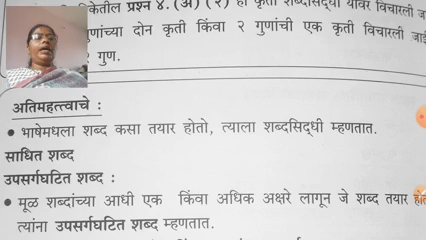 प्रश्न ४. (अ) (२) ही कृती शब्दसिद्धी यावर विचारली
गुणांच्या दोन कृती किंवा २ गुणांची एक कृती विचारली
गुण.
अतिमहत्त्वाचे :
• भाषेमधला शब्द कसा तयार होतो, त्याला शब्दसिद्धी म्हणतात.
साधित शब्द
उपसर्गघटित शब्द :
• मूळ शब्दांच्या आधी एक किंवा अधिक अक्षरे लागून जे शब्द तयार
त्यांना उपसर्गघटित शब्द म्हणतात.